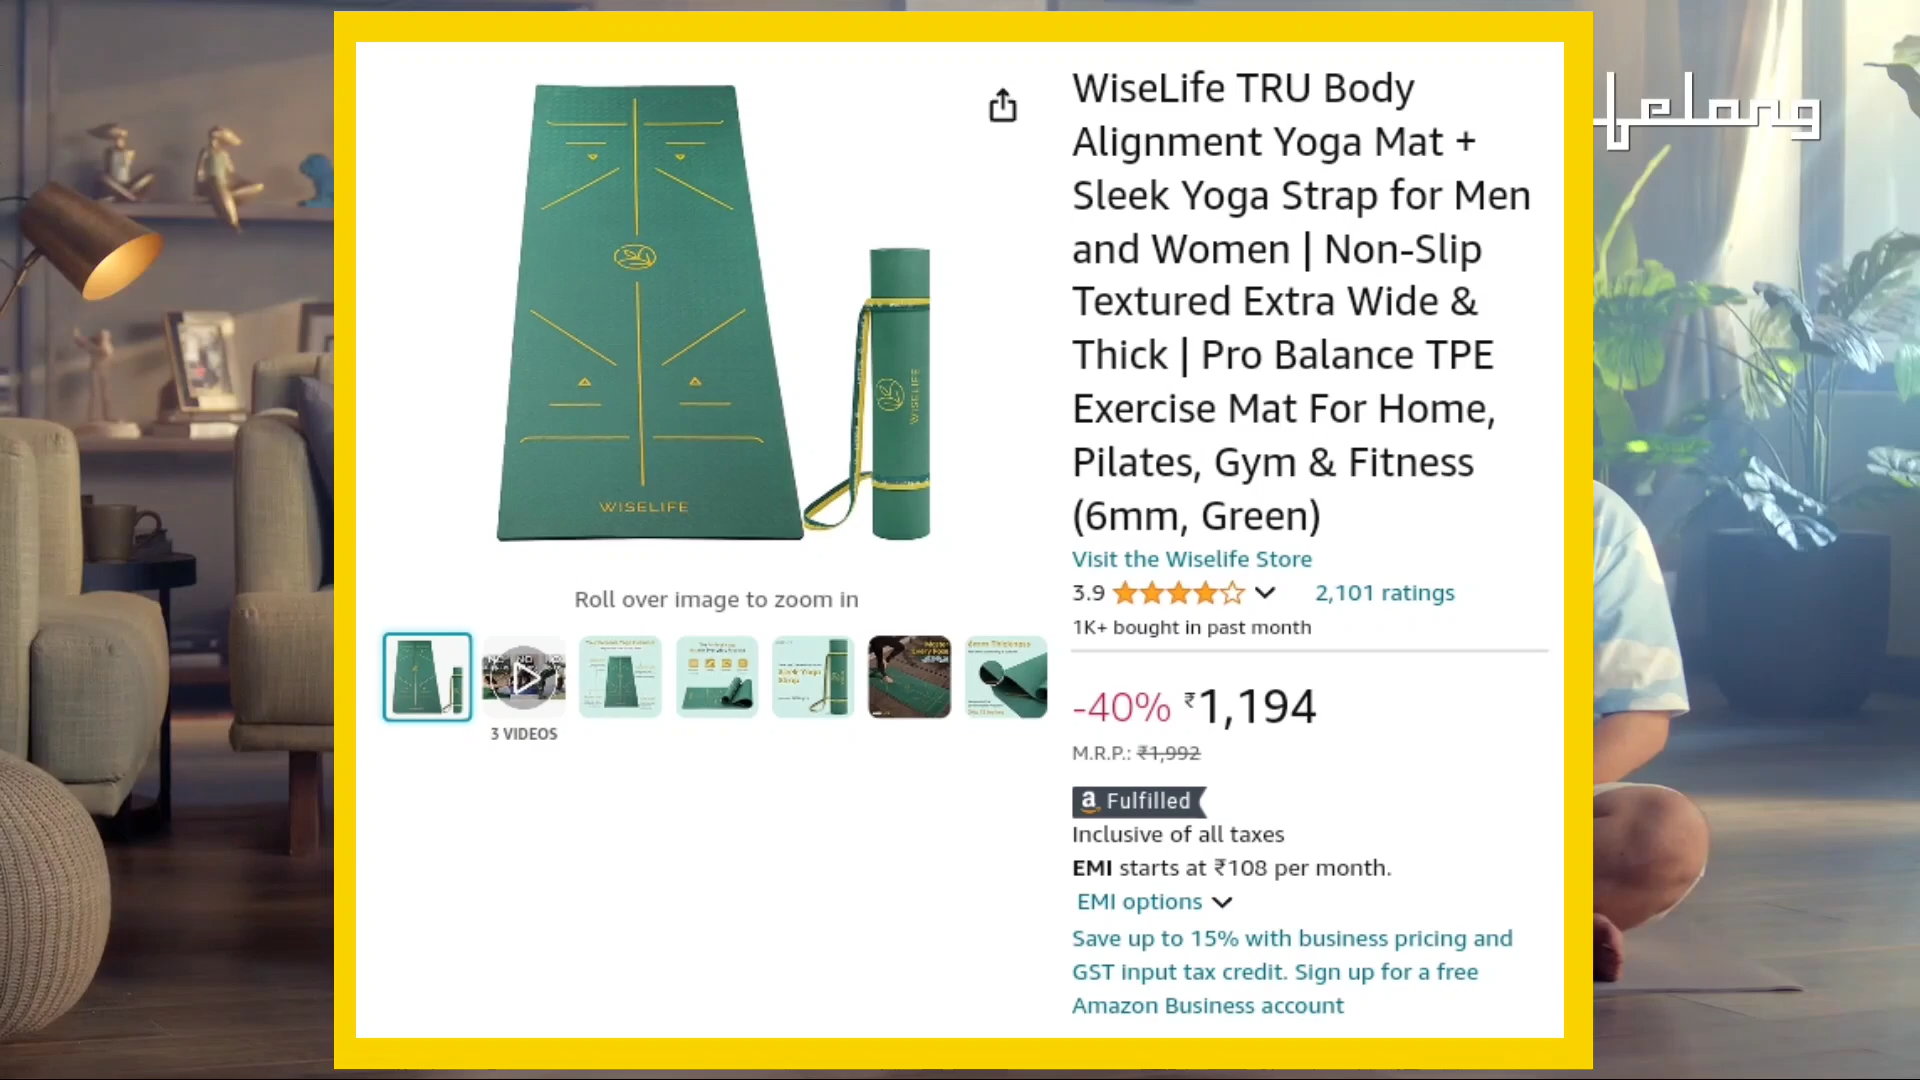 felang
WiseLife TRU Body
Alignment Yoga Mat +
Sleek Yoga Strap for Men
and Women | Non-Slip
Textured Extra Wide &
Thick | Pro Balance TPE
Exercise Mat For Home,
Pilates, Gym & Fitness
(6mm, Green)
Visit the Wiselife Store
3.9
2,101 ratings
1K+ bought in past month
-40% ₹1,194
M.R.P.: ₹1,992
a Fulfilled
Inclusive of all taxes
EMI starts at ₹108 per month.
EMI options
Save up to 15% with business pricing and
GST input tax credit. Sign up for a free
Amazon Business account
WISELIFE
WISELIFE
Roll over image to zoom in
3 VIDEOS